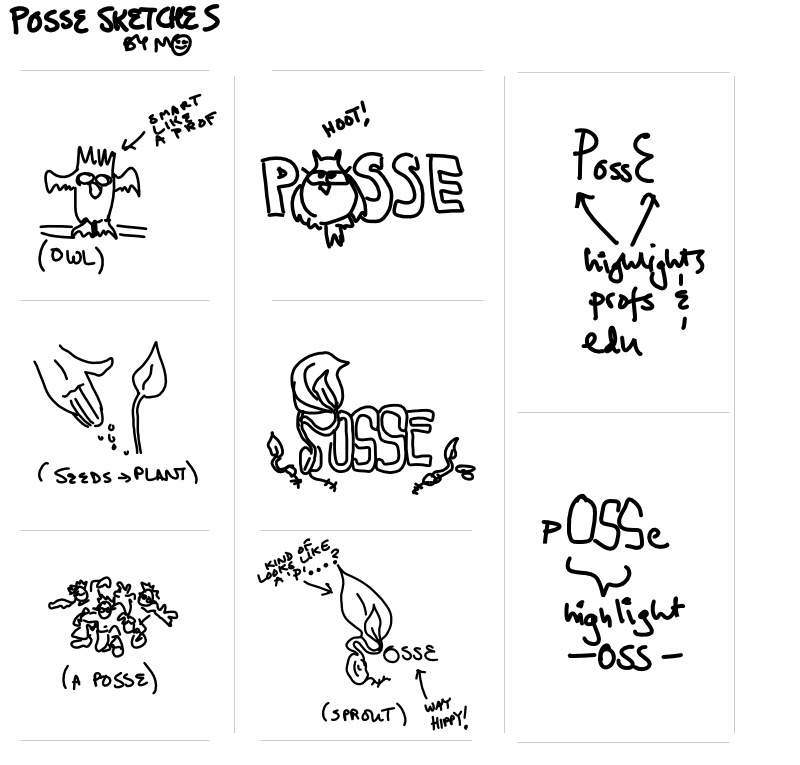 POSSE SKETCHES
BY MO
SMART
LIKE
A PROF
(OWL)
(SEEDS → PLANT)
(A POSSE)
HOOT!
POSSE
POSSE
KIND OF
LOOKS LIKE
A 'P'.....?
OSSE
(SPROUT)
WAY
HIPPY!
PossE
highlights
profs &
edu
pOSSe
highlight
-OSS-